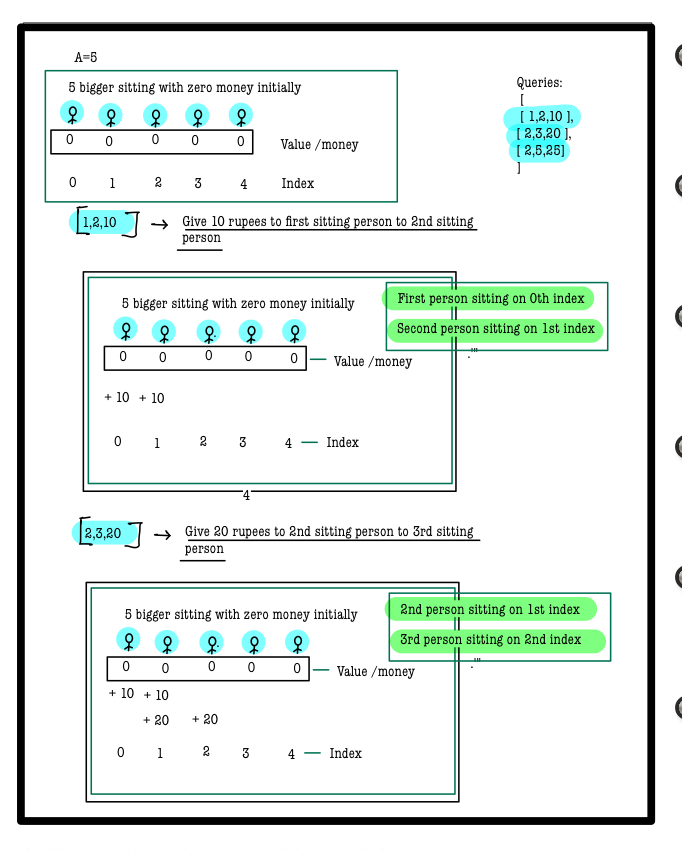 A=5
5 bigger sitting with zero money initially
0 0 0 0 0
Value /money
0 1 2 3 4 Index
Queries:
[
[ 1,2,10 ],
[ 2,3,20 ],
[ 2,5,25]
]
[1,2,10 ] → Give 10 rupees to first sitting person to 2nd sitting
person
5 bigger sitting with zero money initially
First person sitting on 0th index
Second person sitting on 1st index
0 0 0 0 0 — Value /money
+ 10 + 10
0 1 2 3 4 — Index
4
[2,3,20 ] → Give 20 rupees to 2nd sitting person to 3rd sitting
person
5 bigger sitting with zero money initially
2nd person sitting on 1st index
3rd person sitting on 2nd index
0 0 0 0 0 — Value /money
+ 10 + 10
+ 20 + 20
0 1 2 3 4 — Index